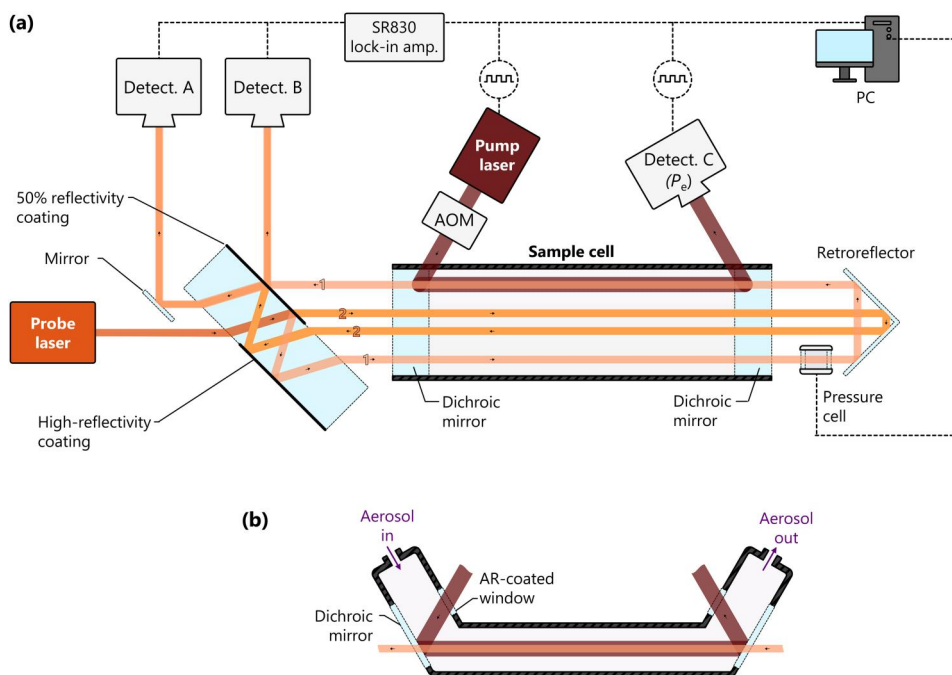 (a)
SR830
lock-in amp.
PC
Detect. A
Detect. B
Pump
laser
Detect. C
(Pe)
AOM
50% reflectivity
coating
Sample cell
Retroreflector
Mirror
1
Probe
laser
2
2
1
Dichroic
mirror
Dichroic
mirror
Pressure
cell
High-reflectivity
coating
(b)
Aerosol
in
Aerosol
out
AR-coated
window
Dichroic
mirror